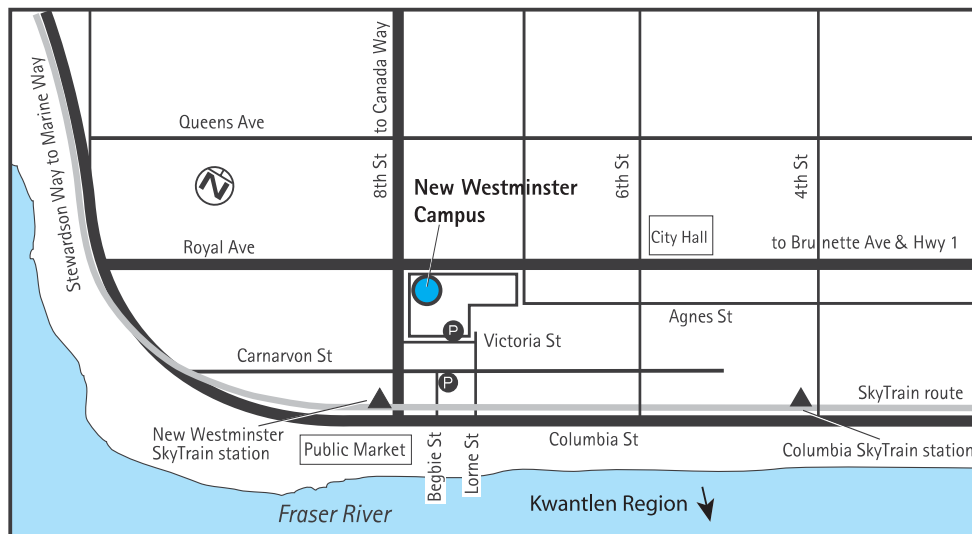 Stewardson Way to Marine Way
to Canada Way
Queens Ave
8th St
6th St
4th St
N
New Westminster
Campus
City Hall
Royal Ave
to Brunette Ave & Hwy 1
Agnes St
P
Victoria St
Carnarvon St
P
SkyTrain route
New Westminster
SkyTrain station
Public Market
Begbie St
Lorne St
Columbia St
Columbia SkyTrain station
Fraser River
Kwantlen Region